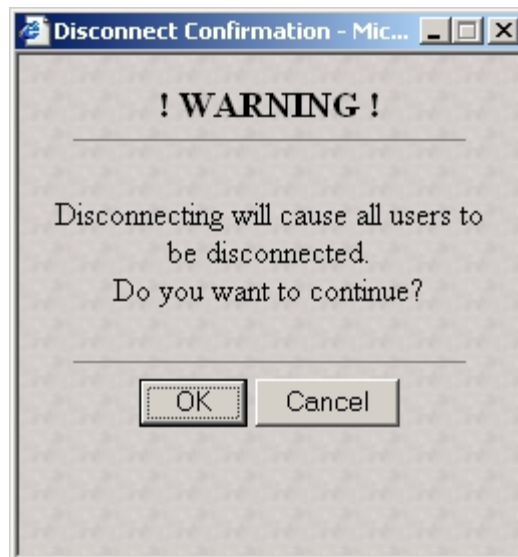 Disconnect Confirmation - Mic...
! WARNING !
Disconnecting will cause all users to
be disconnected.
Do you want to continue?
OK Cancel